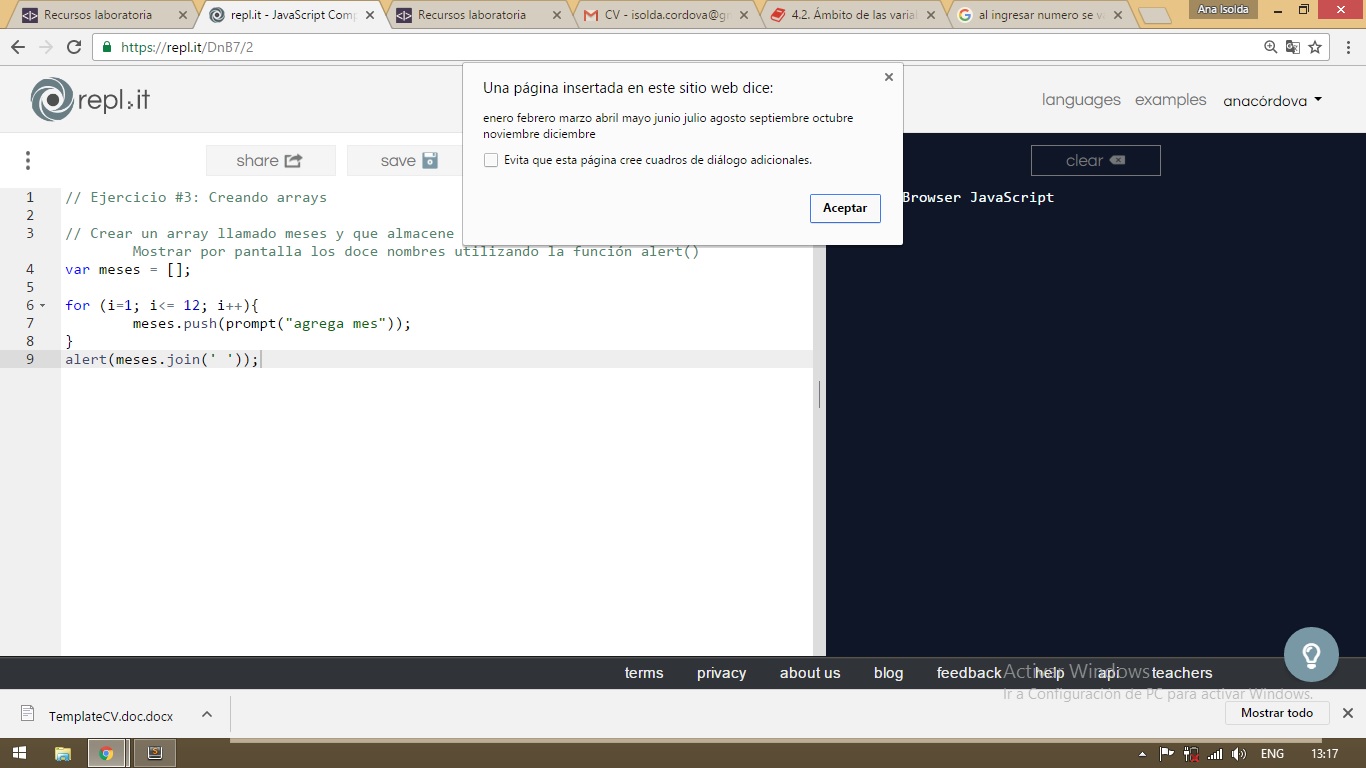 Recursos laboratoria
repl.it - JavaScript Comp
Recursos laboratoria
CV - isolda.cordova@gm
4.2. Ámbito de las varial
al ingresar numero se v
Ana Isolda
https://repl.it/DnB7/2
repl.it
languages
examples
anacórdova
Una página insertada en este sitio web dice:
enero febrero marzo abril mayo junio julio agosto septiembre octubre
noviembre diciembre
Evita que esta página cree cuadros de diálogo adicionales.
Aceptar
share
save
clear
Browser JavaScript
1 // Ejercicio #3: Creando arrays
2
3 // Crear un array llamado meses y que almacene
Mostrar por pantalla los doce nombres utilizando la función alert()
4 var meses = [];
5
6 for (i=1; i<= 12; i++){
7 meses.push(prompt("agrega mes"));
8 }
9 alert(meses.join(' '));
terms privacy about us blog feedback help api teachers
Activar Windows
Ir a Configuración de PC para activar Windows.
TemplateCV.doc.docx
Mostrar todo
ENG
13:17